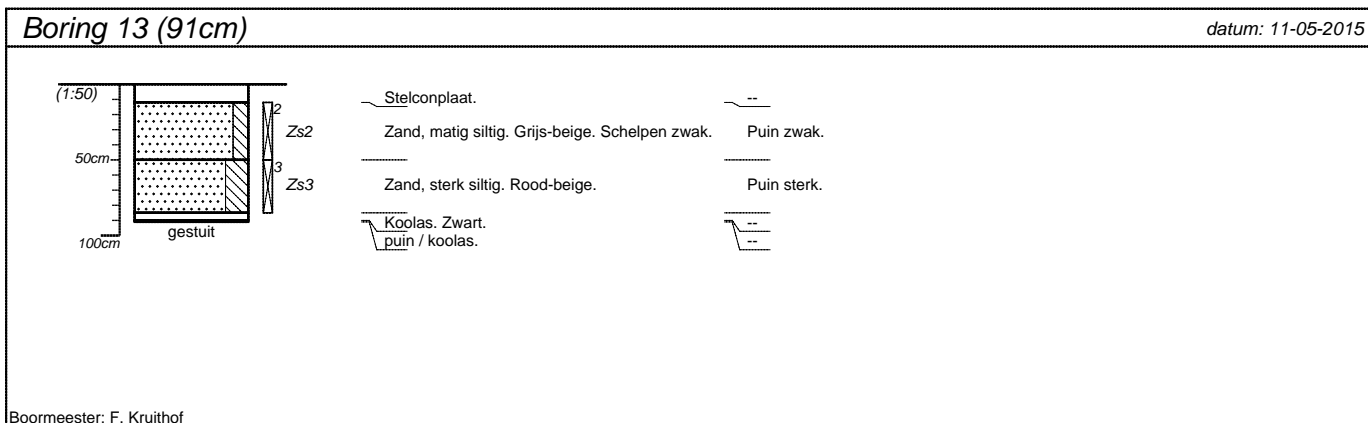 Boring 13 (91cm) datum: 11-05-2015
(1:50) Stelconplaat. --
2
Zs2 Zand, matig siltig. Grijs-beige. Schelpen zwak. Puin zwak.
50cm
3
Zs3 Zand, sterk siltig. Rood-beige. Puin sterk.
Koolas. Zwart. --
gestuit
puin / koolas. --
100cm
Boormeester: F. Kruithof